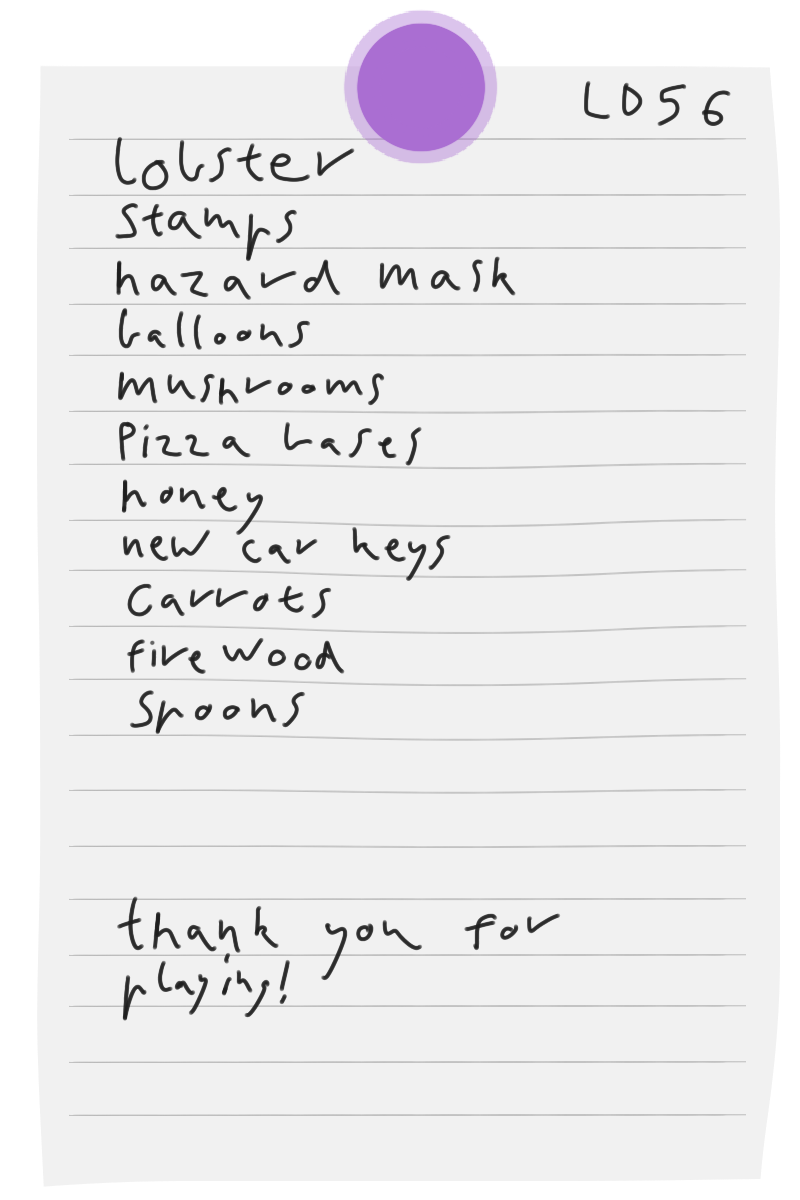 LD56
lobster
stamps
hazard mask
balloons
mushrooms
Pizza bases
honey
new car keys
Carrots
fire wood
Spoons
thank you for
playing!